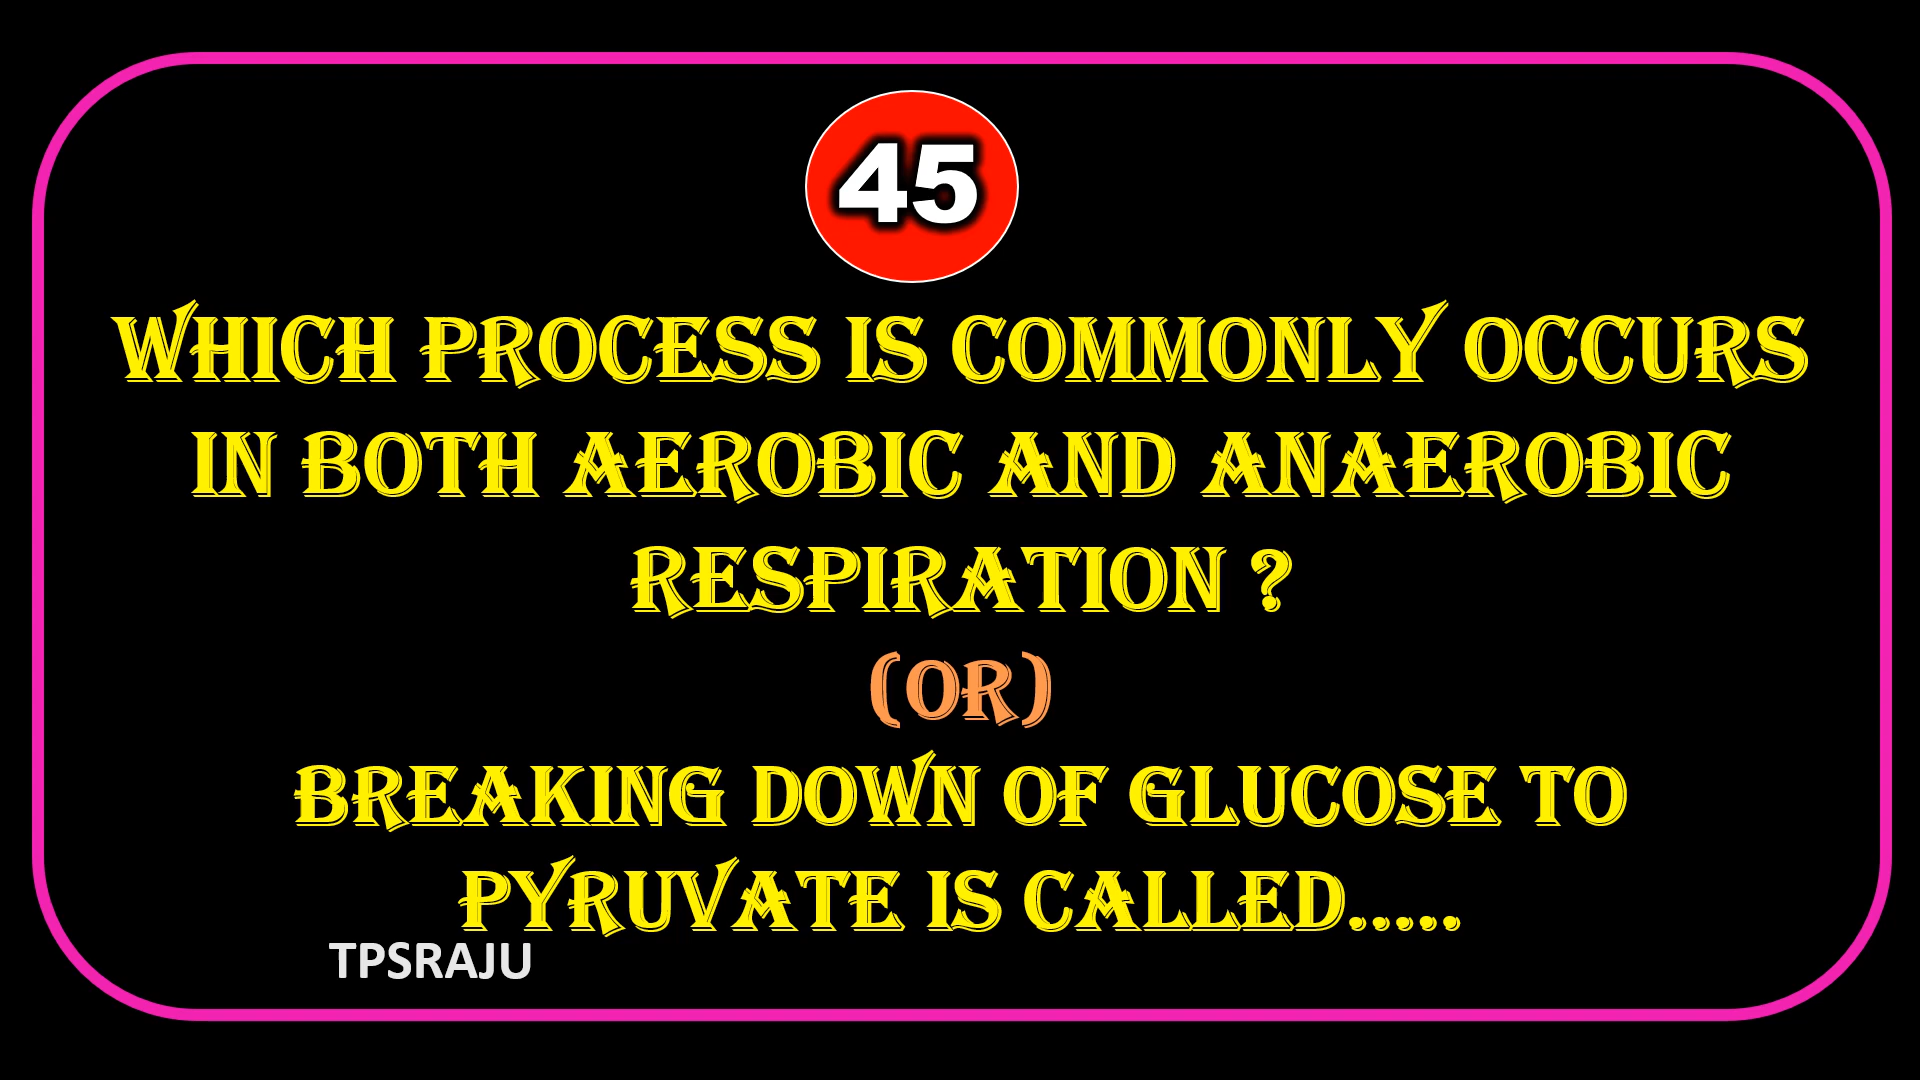 45
WHICH PROCESS IS COMMONLY OCCURS
IN BOTH AEROBIC AND ANAEROBIC
RESPIRATION ?
(OR)
BREAKING DOWN OF GLUCOSE TO
PYRUVATE IS CALLED.....
TPSRAJU